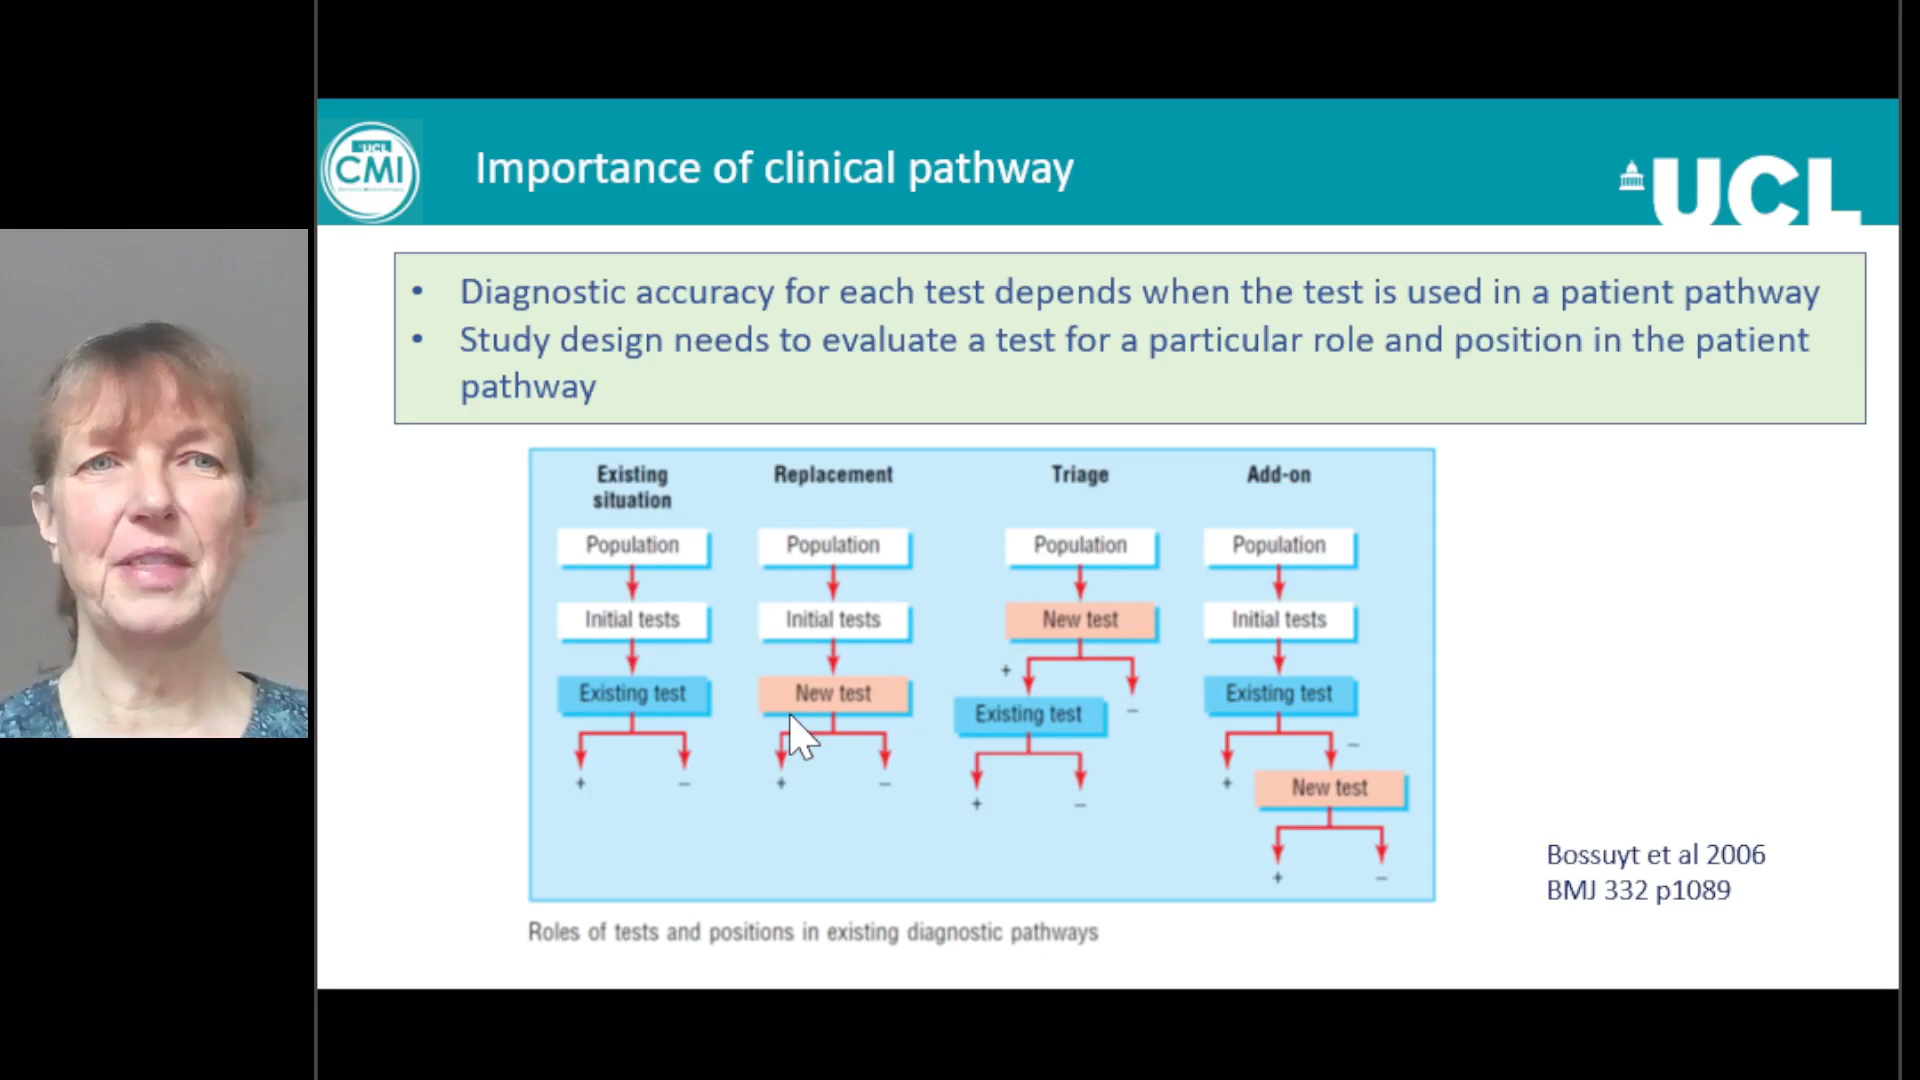 UCL
CMI
Importance of clinical pathway
UCL
• Diagnostic accuracy for each test depends when the test is used in a patient pathway
• Study design needs to evaluate a test for a particular role and position in the patient
pathway
Existing
situation
Population
Initial tests
Existing test
+ –
Replacement
Population
Initial tests
New test
+ –
Triage
Population
New test
+ –
Existing test
+ –
Add-on
Population
Initial tests
Existing test
+ –
New test
+ –
Bossuyt et al 2006
BMJ 332 p1089
Roles of tests and positions in existing diagnostic pathways